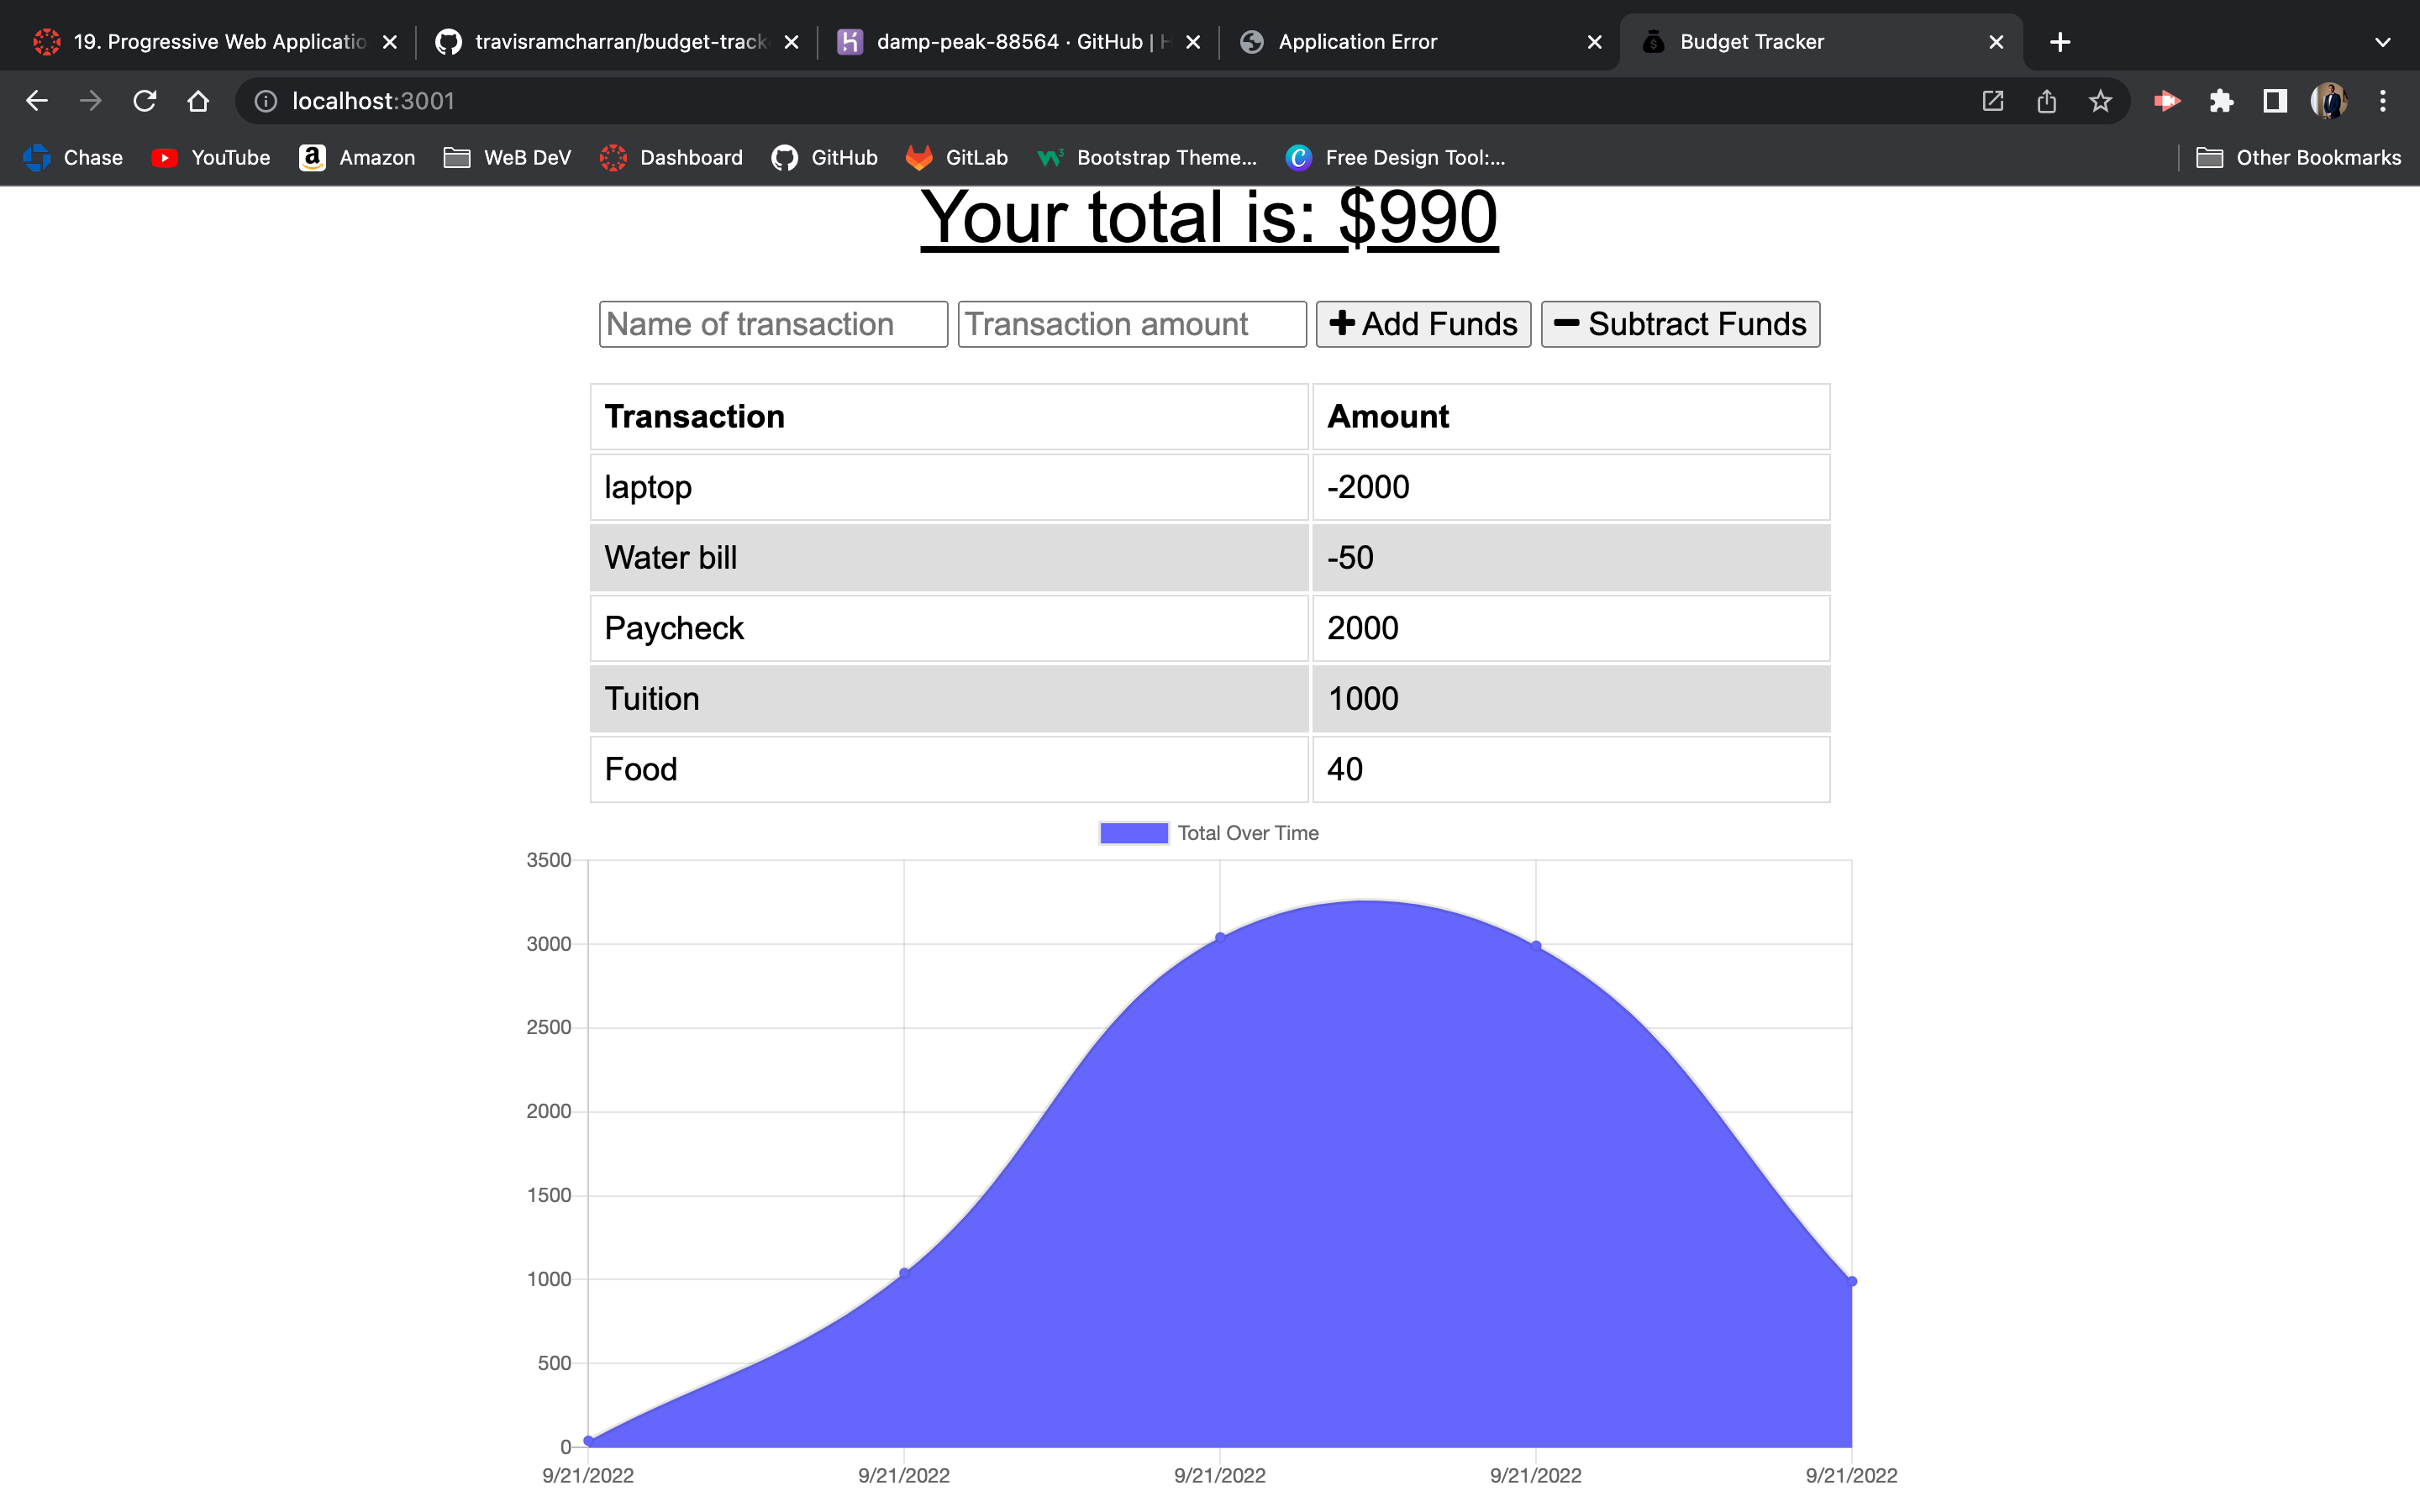 19. Progressive Web Applicatio
travisramcharran/budget-track
damp-peak-88564 · GitHub | H
Application Error
Budget Tracker
localhost:3001
Chase
YouTube
Amazon
WeB DeV
Dashboard
GitHub
GitLab
Bootstrap Theme...
Free Design Tool:...
Other Bookmarks
Your total is: $990
Name of transaction
Transaction amount
Add Funds
Subtract Funds
Transaction Amount
laptop -2000
Water bill -50
Paycheck 2000
Tuition 1000
Food 40
Total Over Time
3500
3000
2500
2000
1500
1000
500
0
9/21/2022 9/21/2022 9/21/2022 9/21/2022 9/21/2022